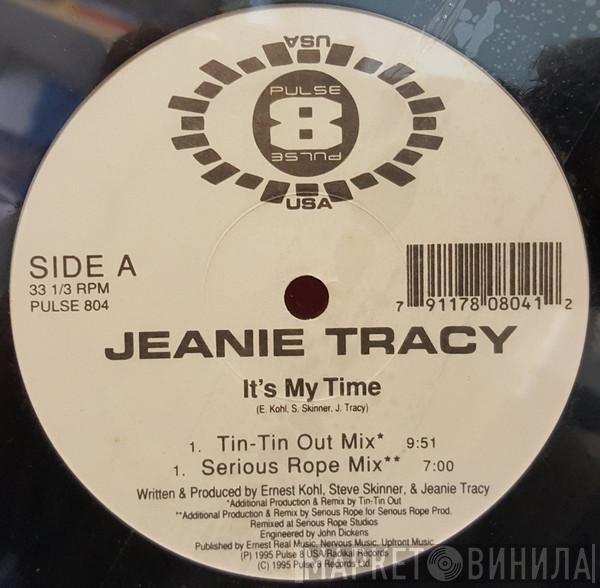 USA
PULSE
8
PULSE
USA
SIDE A
33 1/3 RPM
PULSE 804
7 91178 08041 2
JEANIE TRACY
It's My Time
(E. Kohl, S. Skinner, J. Tracy)
1. Tin-Tin Out Mix* 9:51
1. Serious Rope Mix** 7:00
Written & Produced by Ernest Kohl, Steve Skinner, & Jeanie Tracy
*Additional Production & Remix by Tin-Tin Out
**Additional Production & Remix by Serious Rope for Serious Rope Prod.
Remixed at Serious Rope Studios
Engineered by John Dickens
Published by Ernest Real Music, Nervous Music, Upfront Music.
(P) 1995 Pulse 8 USA/Radikal Records
(C) 1995 Pulse 8 Records Ltd
МАРКЕТ ВИНИЛА